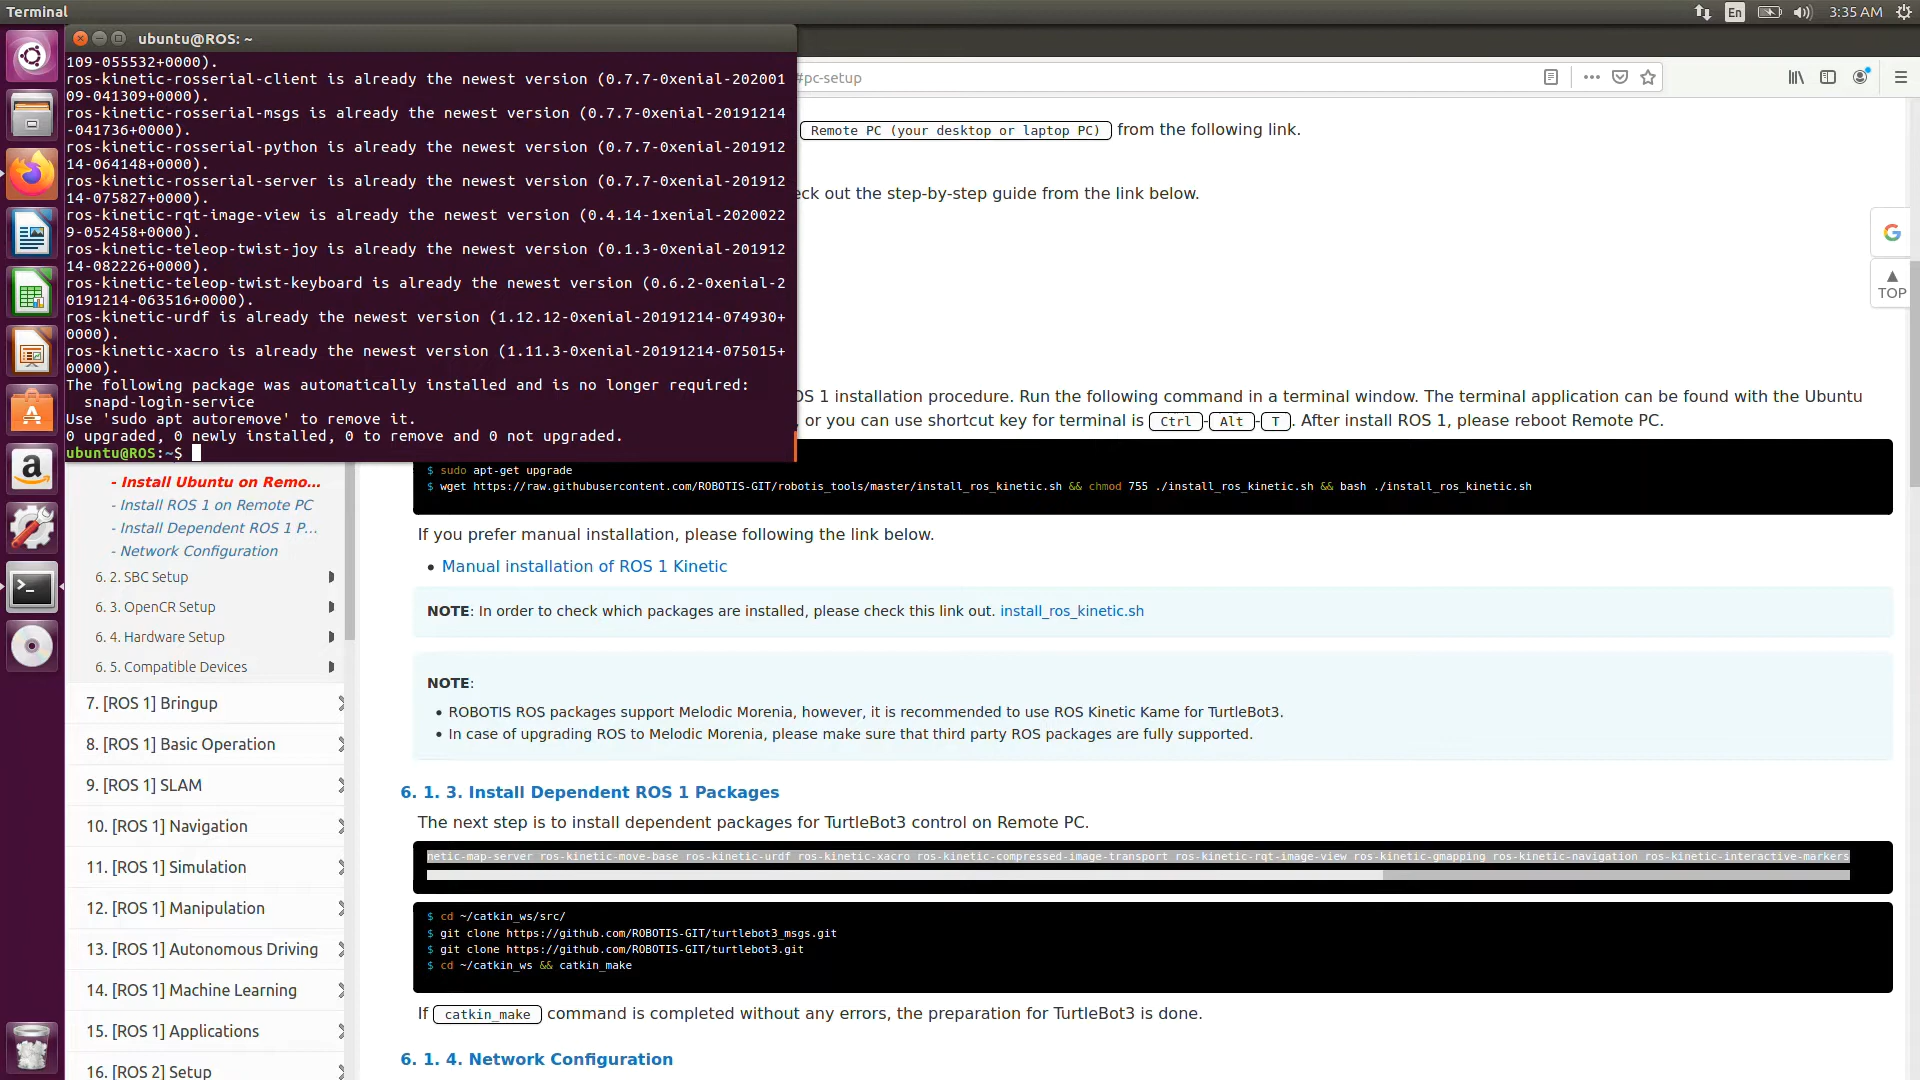 Terminal
En
3:35 AM
ubuntu@ROS: ~
109-055532+0000).
ros-kinetic-rosserial-client is already the newest version (0.7.7-0xenial-202001
09-041309+0000).
ros-kinetic-rosserial-msgs is already the newest version (0.7.7-0xenial-20191214
-041736+0000).
ros-kinetic-rosserial-python is already the newest version (0.7.7-0xenial-201912
14-064148+0000).
ros-kinetic-rosserial-server is already the newest version (0.7.7-0xenial-201912
14-075827+0000).
ros-kinetic-rqt-image-view is already the newest version (0.4.14-1xenial-2020022
9-052458+0000).
ros-kinetic-teleop-twist-joy is already the newest version (0.1.3-0xenial-201912
14-082226+0000).
ros-kinetic-teleop-twist-keyboard is already the newest version (0.6.2-0xenial-2
0191214-063516+0000).
ros-kinetic-urdf is already the newest version (1.12.12-0xenial-20191214-074930+
0000).
ros-kinetic-xacro is already the newest version (1.11.3-0xenial-20191214-075015+
0000).
The following package was automatically installed and is no longer required:
snapd-login-service
Use 'sudo apt autoremove' to remove it.
0 upgraded, 0 newly installed, 0 to remove and 0 not upgraded.
ubuntu@ROS:~$
#pc-setup
Remote PC (your desktop or laptop PC) from the following link.
eck out the step-by-step guide from the link below.
TOP
OS 1 installation procedure. Run the following command in a terminal window. The terminal application can be found with the Ubuntu
, or you can use shortcut key for terminal is Ctrl-Alt-T. After install ROS 1, please reboot Remote PC.
$ sudo apt-get upgrade
$ wget https://raw.githubusercontent.com/ROBOTIS-GIT/robotis_tools/master/install_ros_kinetic.sh && chmod 755 ./install_ros_kinetic.sh && bash ./install_ros_kinetic.sh
If you prefer manual installation, please following the link below.
• Manual installation of ROS 1 Kinetic
NOTE: In order to check which packages are installed, please check this link out. install_ros_kinetic.sh
NOTE:
• ROBOTIS ROS packages support Melodic Morenia, however, it is recommended to use ROS Kinetic Kame for TurtleBot3.
• In case of upgrading ROS to Melodic Morenia, please make sure that third party ROS packages are fully supported.
6. 1. 3. Install Dependent ROS 1 Packages
The next step is to install dependent packages for TurtleBot3 control on Remote PC.
netic-map-server ros-kinetic-move-base ros-kinetic-urdf ros-kinetic-xacro ros-kinetic-compressed-image-transport ros-kinetic-rqt-image-view ros-kinetic-gmapping ros-kinetic-navigation ros-kinetic-interactive-markers
$ cd ~/catkin_ws/src/
$ git clone https://github.com/ROBOTIS-GIT/turtlebot3_msgs.git
$ git clone https://github.com/ROBOTIS-GIT/turtlebot3.git
$ cd ~/catkin_ws && catkin_make
If catkin_make command is completed without any errors, the preparation for TurtleBot3 is done.
6. 1. 4. Network Configuration
- Install Ubuntu on Remo...
- Install ROS 1 on Remote PC
- Install Dependent ROS 1 P...
- Network Configuration
6. 2. SBC Setup
6. 3. OpenCR Setup
6. 4. Hardware Setup
6. 5. Compatible Devices
7. [ROS 1] Bringup
8. [ROS 1] Basic Operation
9. [ROS 1] SLAM
10. [ROS 1] Navigation
11. [ROS 1] Simulation
12. [ROS 1] Manipulation
13. [ROS 1] Autonomous Driving
14. [ROS 1] Machine Learning
15. [ROS 1] Applications
16. [ROS 2] Setup